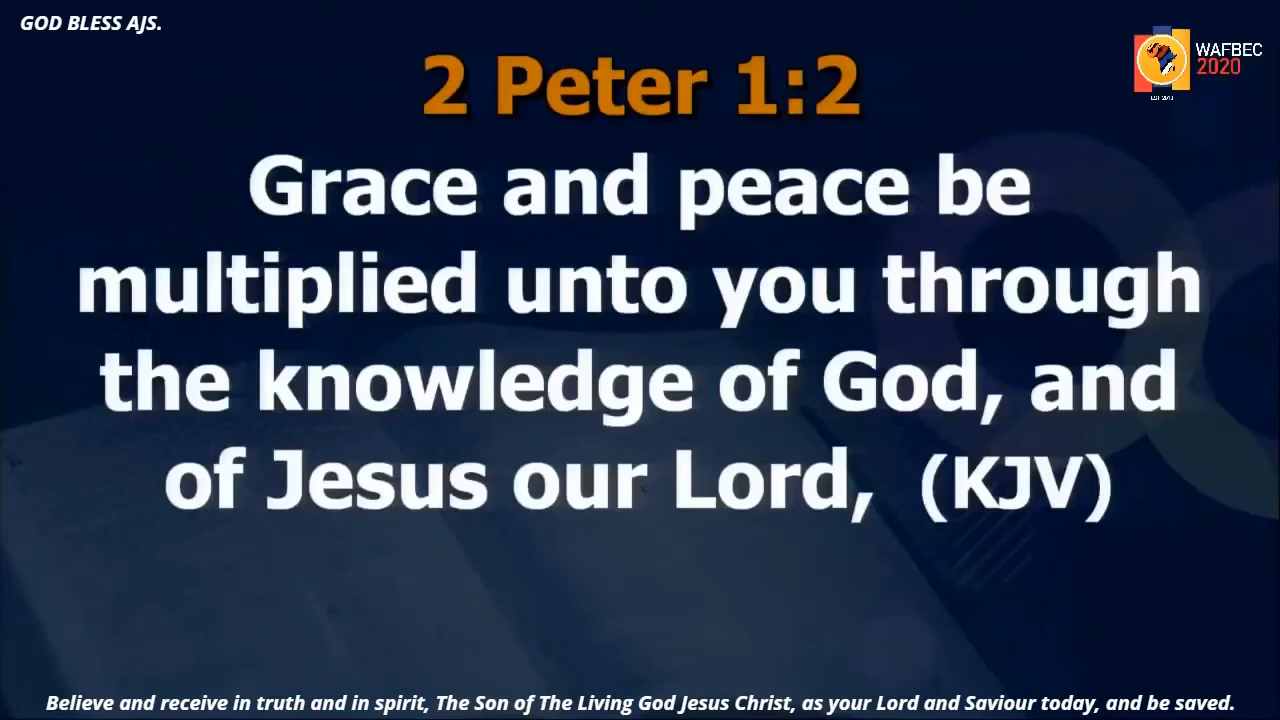 GOD BLESS AJS.
WAFBEC
2020
2 Peter 1:2
Grace and peace be
multiplied unto you through
the knowledge of God, and
of Jesus our Lord,  (KJV)
Believe and receive in truth and in spirit, The Son of The Living God Jesus Christ, as your Lord and Saviour today, and be saved.